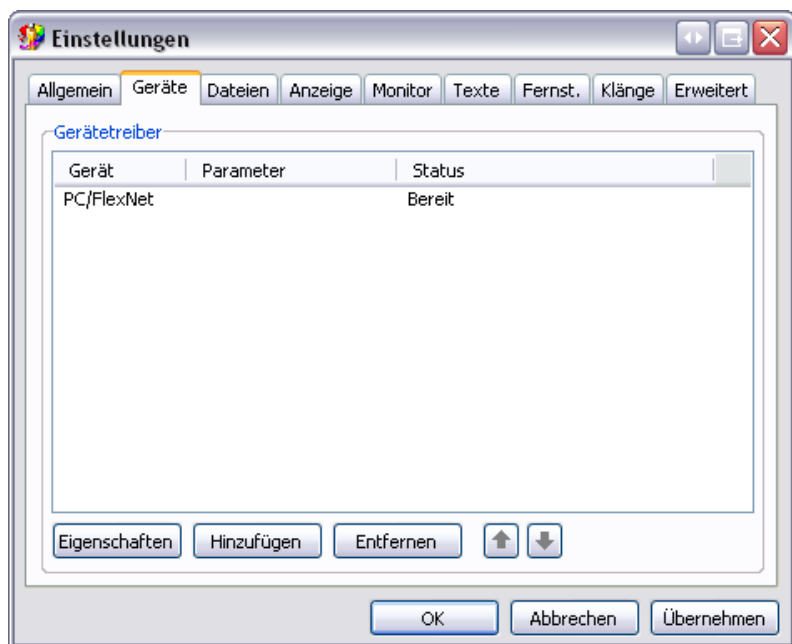 Einstellungen
Allgemein Geräte Dateien Anzeige Monitor Texte Fernst. Klänge Erweitert
Gerätetreiber
Gerät Parameter Status
PC/FlexNet Bereit
Eigenschaften Hinzufügen Entfernen
OK Abbrechen Übernehmen